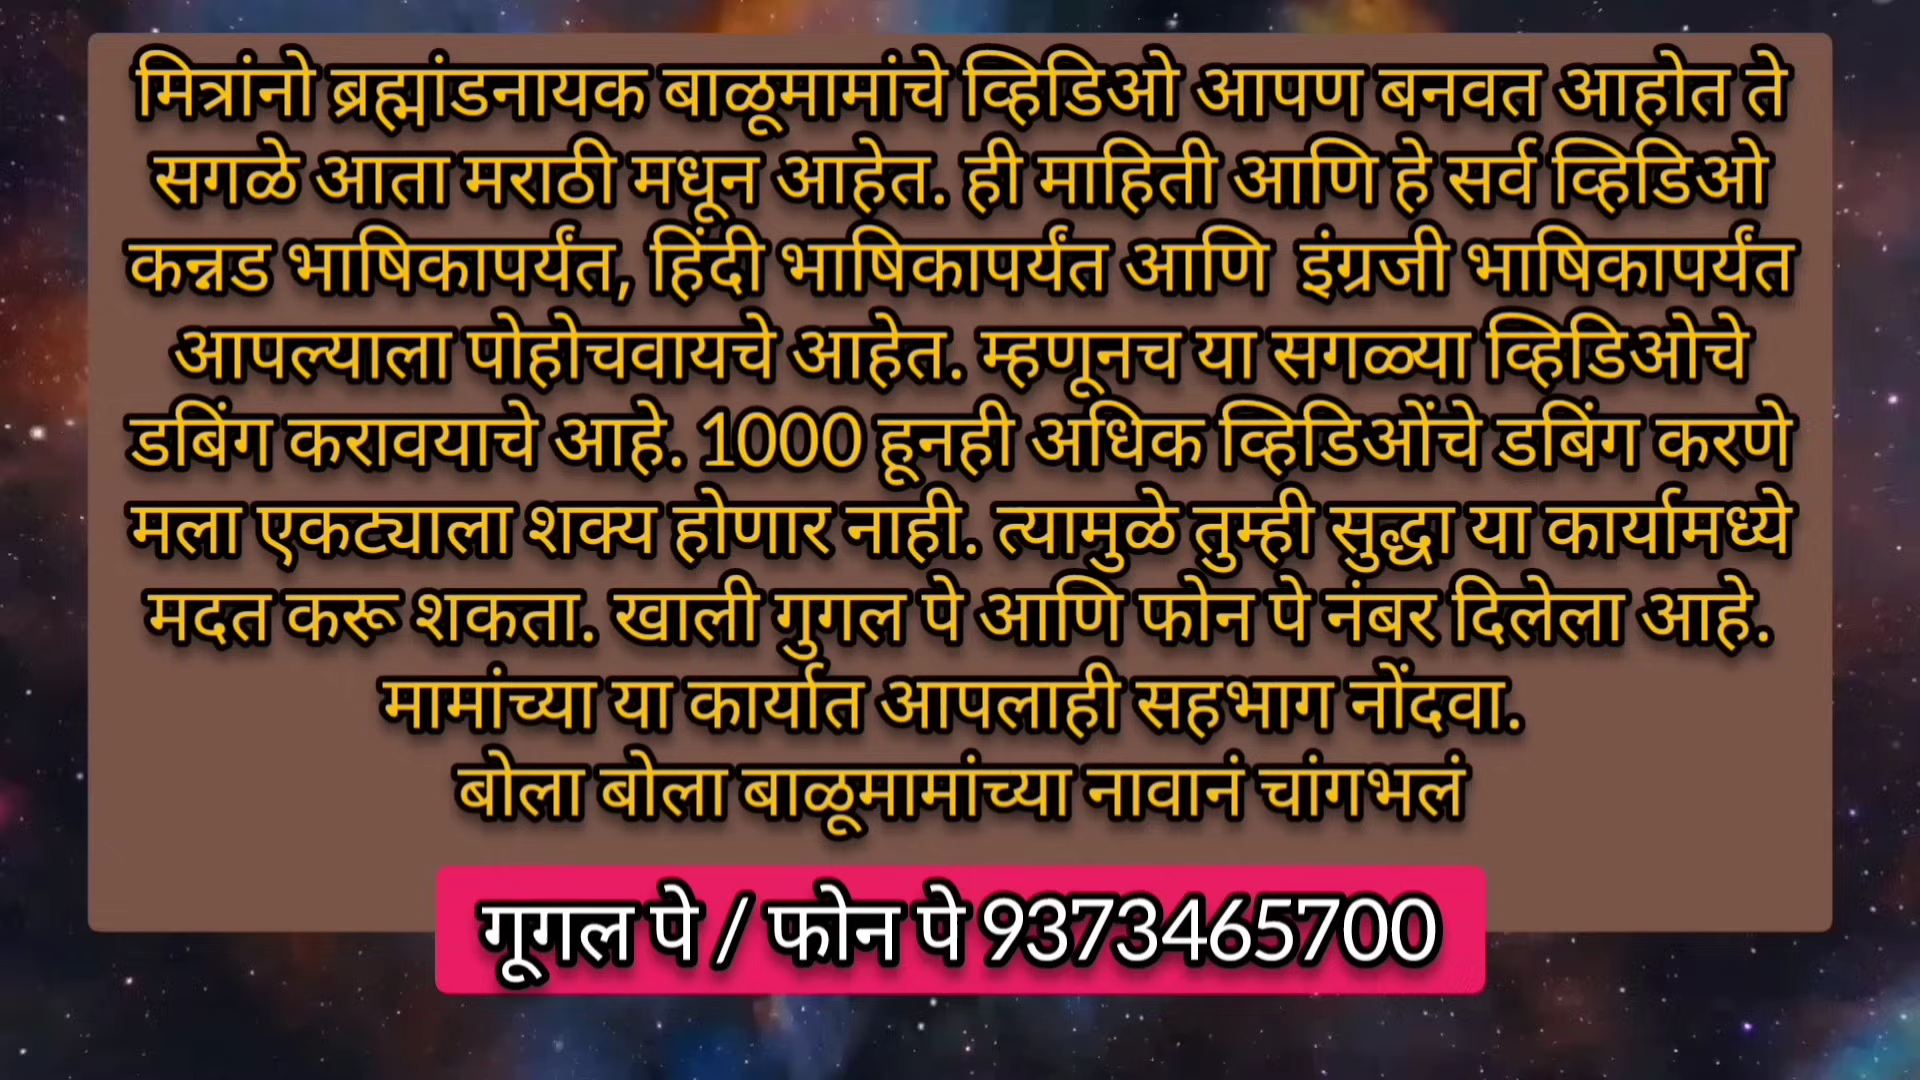 मित्रांनो ब्रह्मांडनायक बाळूमामांचे व्हिडिओ आपण बनवत आहोत ते
सगळे आता मराठी मधून आहेत. ही माहिती आणि हे सर्व व्हिडिओ
कन्नड भाषिकापर्यंत, हिंदी भाषिकापर्यंत आणि इंग्रजी भाषिकापर्यंत
आपल्याला पोहोचवायचे आहेत. म्हणूनच या सगळ्या व्हिडिओचे
डबिंग करावयाचे आहे. 1000 हूनही अधिक व्हिडिओंचे डबिंग करणे
मला एकट्याला शक्य होणार नाही. त्यामुळे तुम्ही सुद्धा या कार्यामध्ये
मदत करू शकता. खाली गुगल पे आणि फोन पे नंबर दिलेला आहे.
मामांच्या या कार्यात आपलाही सहभाग नोंदवा.
बोला बोला बाळूमामांच्या नावानं चांगभलं
गूगल पे / फोन पे 9373465700